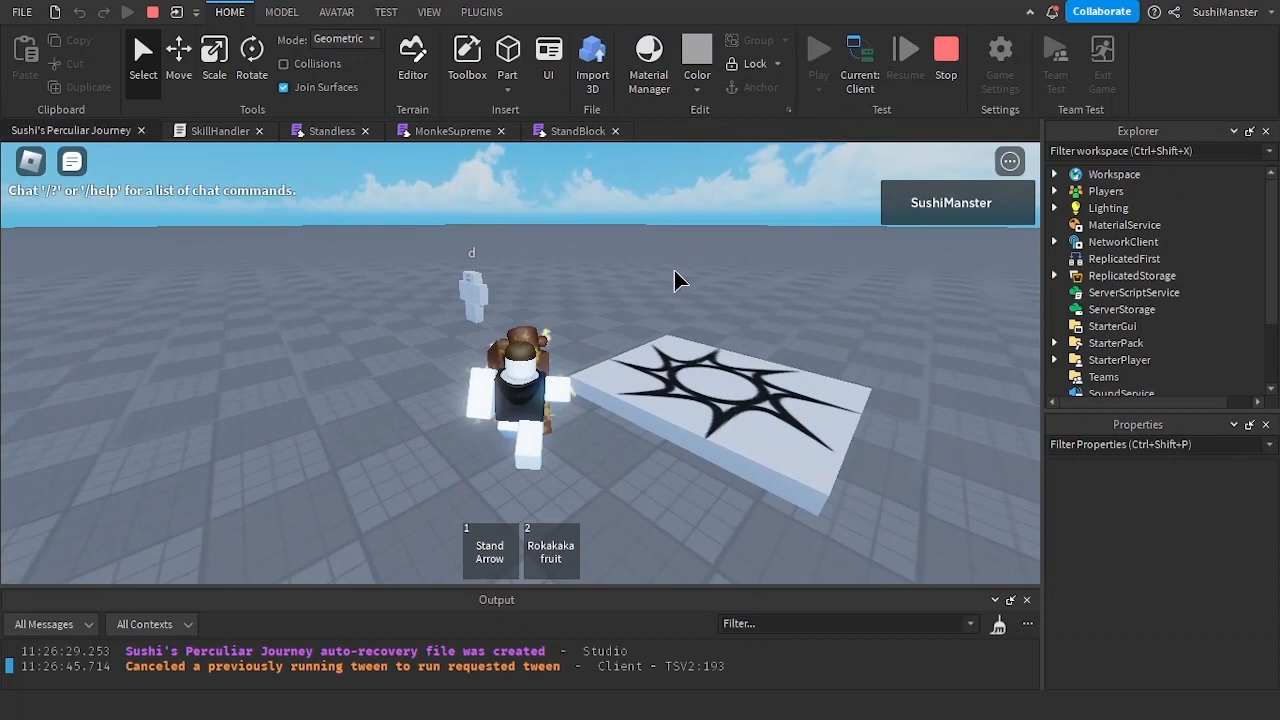 FILE HOME MODEL AVATAR TEST VIEW PLUGINS Collaborate SushiManster
Paste Copy Cut Duplicate Clipboard
Select Move Scale Rotate Mode: Geometric Collisions Join Surfaces Tools
Editor Terrain
Toolbox Part UI Insert
Import 3D File
Material Manager Color Group Lock Anchor Edit
Play Current: Client Resume Stop Test
Game Settings Settings
Team Test Exit Game Team Test
Sushi's Perculiar Journey SkillHandler Standless MonkeSupreme StandBlock
Chat '/?' or '/help' for a list of chat commands.
SushiManster
d
1
Stand
Arrow
2
Rokakaka
fruit
Explorer
Filter workspace (Ctrl+Shift+X)
Workspace
Players
Lighting
MaterialService
NetworkClient
ReplicatedFirst
ReplicatedStorage
ServerScriptService
ServerStorage
StarterGui
StarterPack
StarterPlayer
Teams
SoundService
Properties
Filter Properties (Ctrl+Shift+P)
Output
All Messages All Contexts Filter...
11:26:29.253 Sushi's Perculiar Journey auto-recovery file was created - Studio
11:26:45.714 Canceled a previously running tween to run requested tween - Client - TSV2:193